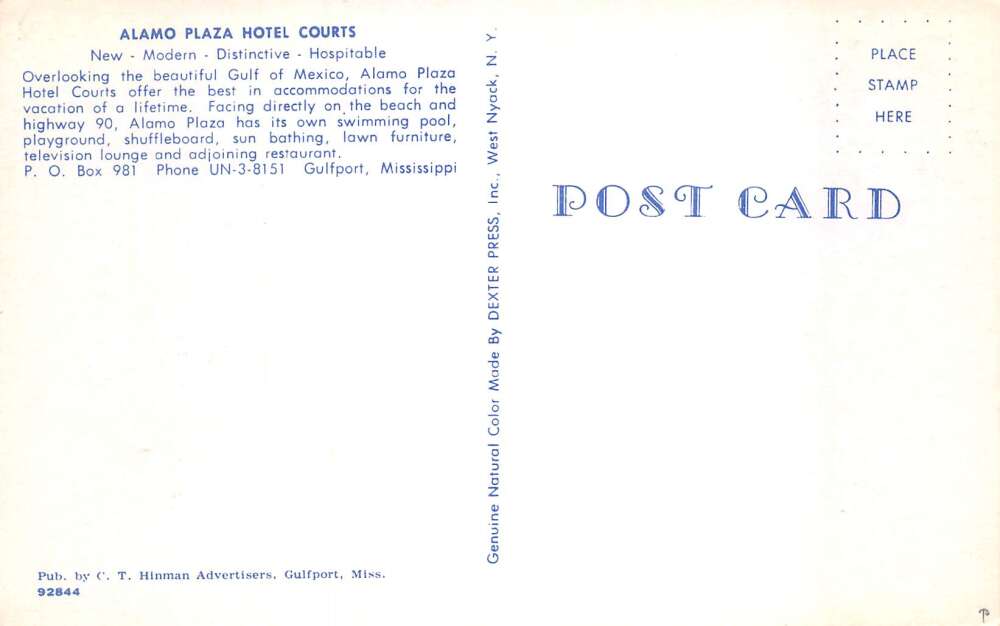 ALAMO PLAZA HOTEL COURTS
New - Modern - Distinctive - Hospitable
Overlooking the beautiful Gulf of Mexico, Alamo Plaza
Hotel Courts offer the best in accommodations for the
vacation of a lifetime. Facing directly on the beach and
highway 90, Alamo Plaza has its own swimming pool,
playground, shuffleboard, sun bathing, lawn furniture,
television lounge and adjoining restaurant.
P. O. Box 981 Phone UN-3-8151 Gulfport, Mississippi
Pub. by C. T. Hinman Advertisers, Gulfport, Miss.
92844
Genuine Natural Color Made By DEXTER PRESS, Inc., West Nyack, N. Y.
POST CARD
PLACE
STAMP
HERE